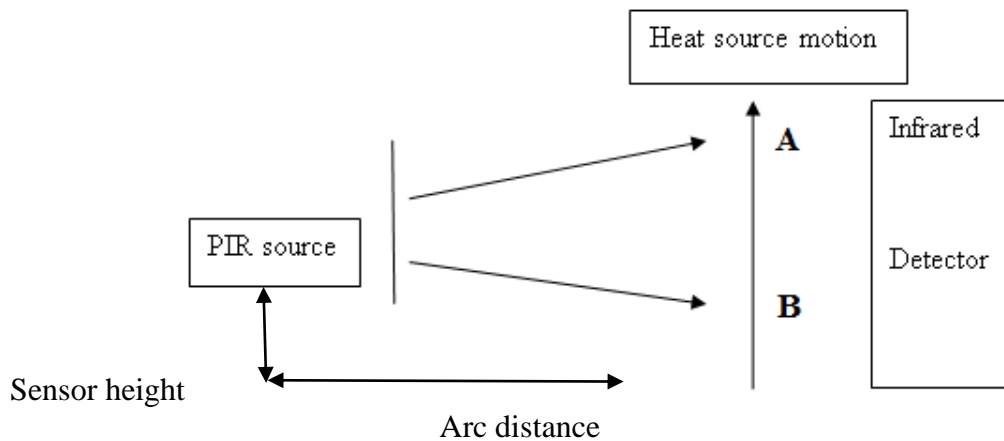 Heat source motion
A
Infrared
PIR source
Detector
B
Sensor height
Arc distance